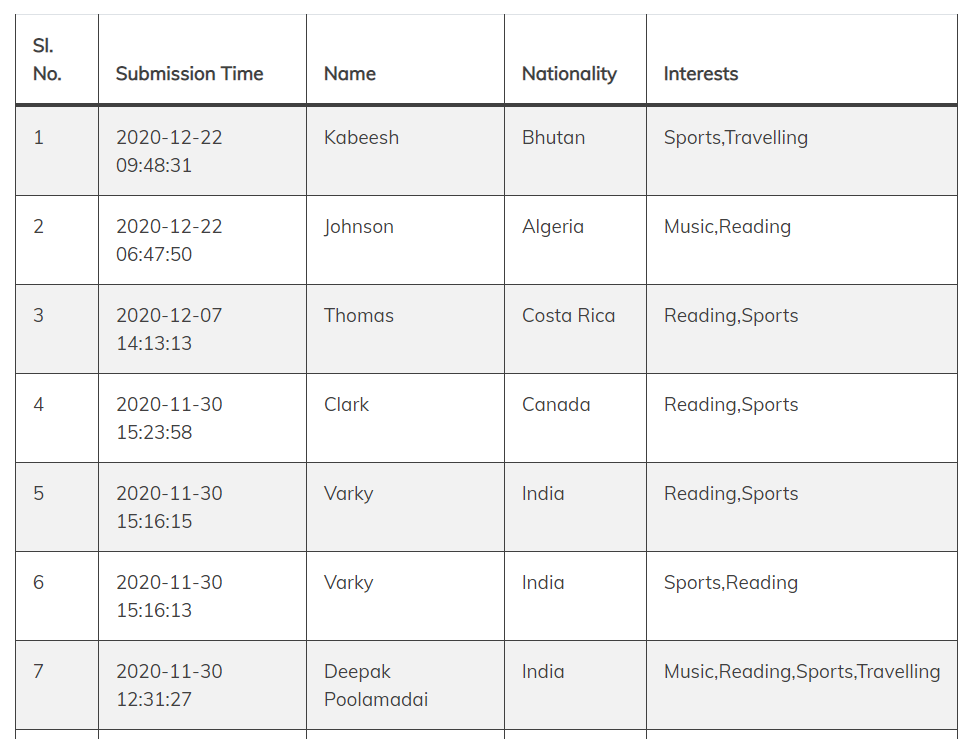 Sl. No. Submission Time Name Nationality Interests
1 2020-12-22 09:48:31 Kabeesh Bhutan Sports,Travelling
2 2020-12-22 06:47:50 Johnson Algeria Music,Reading
3 2020-12-07 14:13:13 Thomas Costa Rica Reading,Sports
4 2020-11-30 15:23:58 Clark Canada Reading,Sports
5 2020-11-30 15:16:15 Varky India Reading,Sports
6 2020-11-30 15:16:13 Varky India Sports,Reading
7 2020-11-30 12:31:27 Deepak Poolamadai India Music,Reading,Sports,Travelling